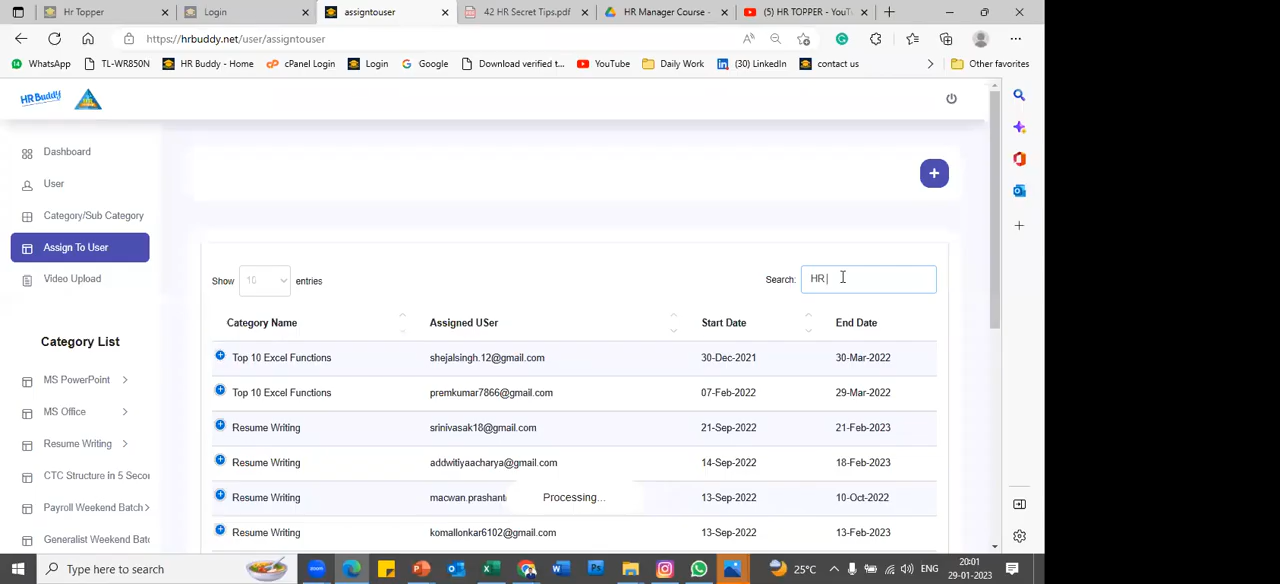 Hr Topper
Login
assigntouser
42 HR Secret Tips.pdf
HR Manager Course -
(5) HR TOPPER - YouT
https://hrbuddy.net/user/assigntouser
WhatsApp
TL-WR850N
HR Buddy - Home
cPanel Login
Login
Google
Download verified t...
YouTube
Daily Work
(30) LinkedIn
contact us
Other favorites
HR Buddy
Dashboard
User
Category/Sub Category
Assign To User
Video Upload
Category List
MS PowerPoint
MS Office
Resume Writing
CTC Structure in 5 Secon
Payroll Weekend Batch
Generalist Weekend Batc
Show 10 entries
Search: HR
Category Name Assigned USer Start Date End Date
Top 10 Excel Functions shejalsingh.12@gmail.com 30-Dec-2021 30-Mar-2022
Top 10 Excel Functions premkumar7866@gmail.com 07-Feb-2022 29-Mar-2022
Resume Writing srinivasak18@gmail.com 21-Sep-2022 21-Feb-2023
Resume Writing addwitiyaacharya@gmail.com 14-Sep-2022 18-Feb-2023
Resume Writing macwan.prashant Processing... 13-Sep-2022 10-Oct-2022
Resume Writing komallonkar6102@gmail.com 13-Sep-2022 13-Feb-2023
Type here to search
zoom
25°C
ENG
20:01
29-01-2023